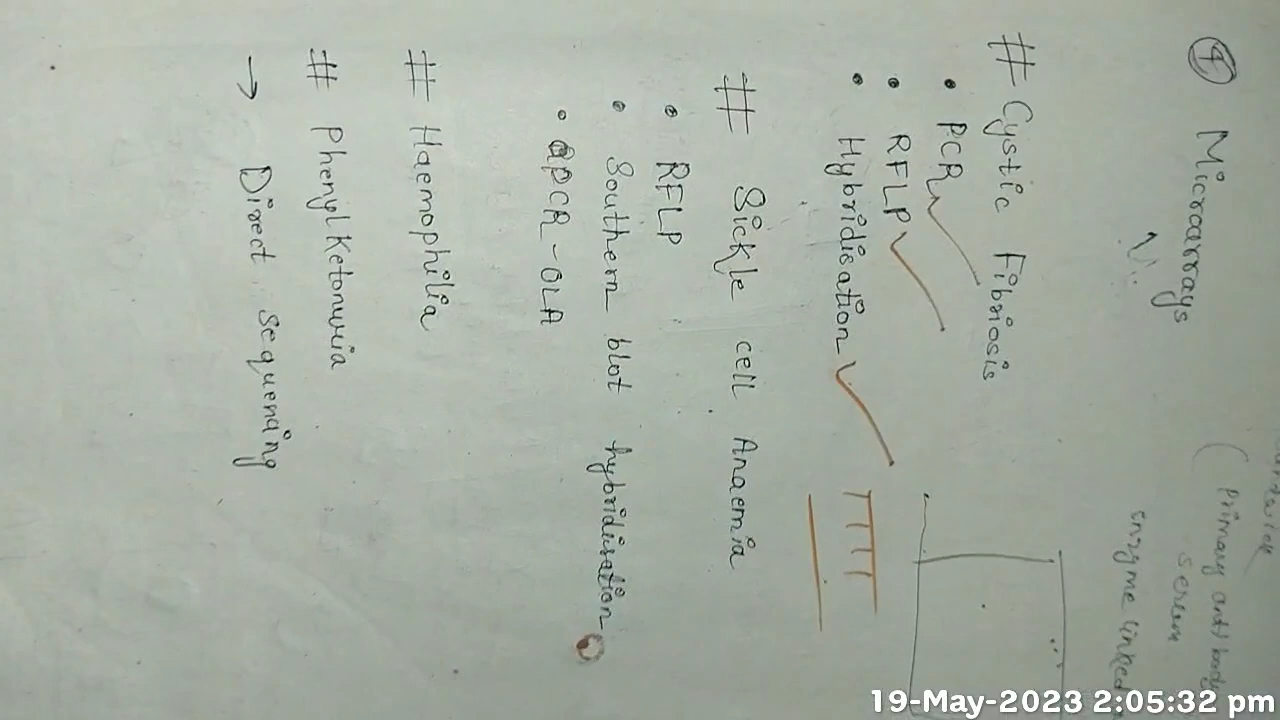 ④ Microarrays
# Cystic Fibriosis
• PCR
• RFLP
• Hybridisation
# Sickle cell Anaemia
• RFLP
• Southern blot hybridisation
• PCR-OLA
# Haemophilia
# Phenyl Ketonuria
→ Direct sequencing
(Primary antibody
serum
enzyme linked
19-May-2023 2:05:32 pm